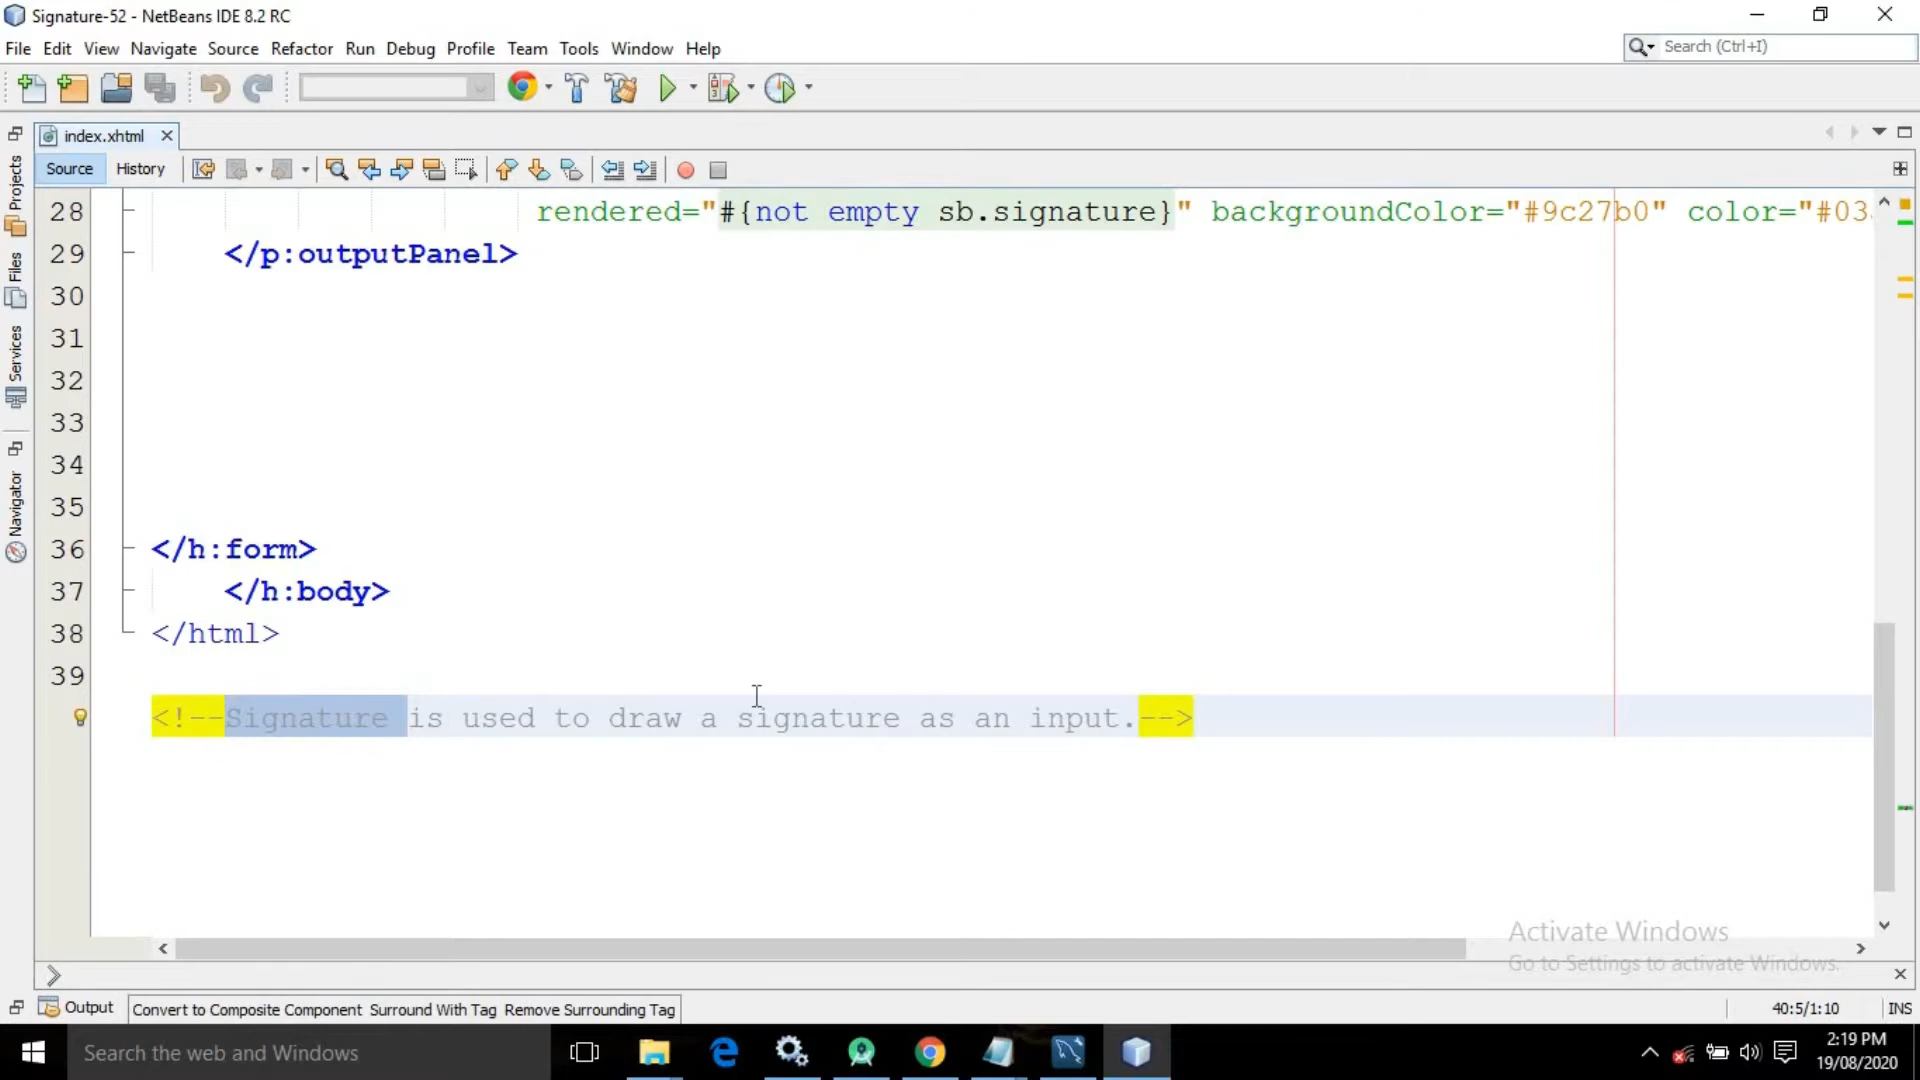 Signature-52 - NetBeans IDE 8.2 RC
File Edit View Navigate Source Refactor Run Debug Profile Team Tools Window Help
Search (Ctrl+I)
index.xhtml
Source History
Projects
Files
Services
Navigator
28 rendered="#{not empty sb.signature}" backgroundColor="#9c27b0" color="#03
29 </p:outputPanel>
30
31
32
33
34
35
36 </h:form>
37 </h:body>
38 </html>
39
<!--Signature is used to draw a signature as an input.-->
Activate Windows
Go to Settings to activate Windows.
Output
Convert to Composite Component Surround With Tag Remove Surrounding Tag
40:5/1:10 INS
Search the web and Windows
2:19 PM
19/08/2020